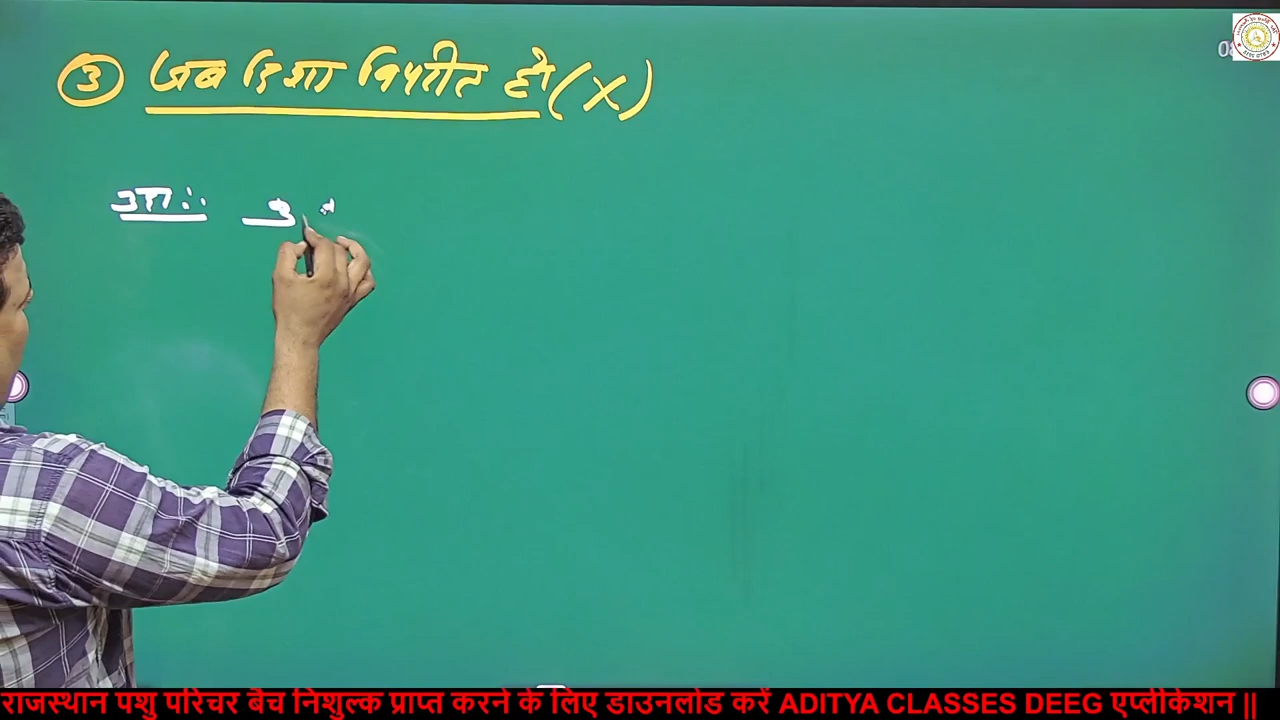 ③ जब दिशा विपरीत हो (X)
उदाः
राजस्थान पशु परिचर बैच निशुल्क प्राप्त करने के लिए डाउनलोड करें ADITYA CLASSES DEEG एप्लीकेशन ||